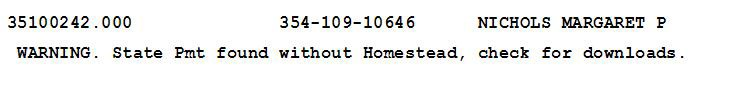 35100242.000 354-109-10646 NICHOLS MARGARET P
WARNING. State Pmt found without Homestead, check for downloads.